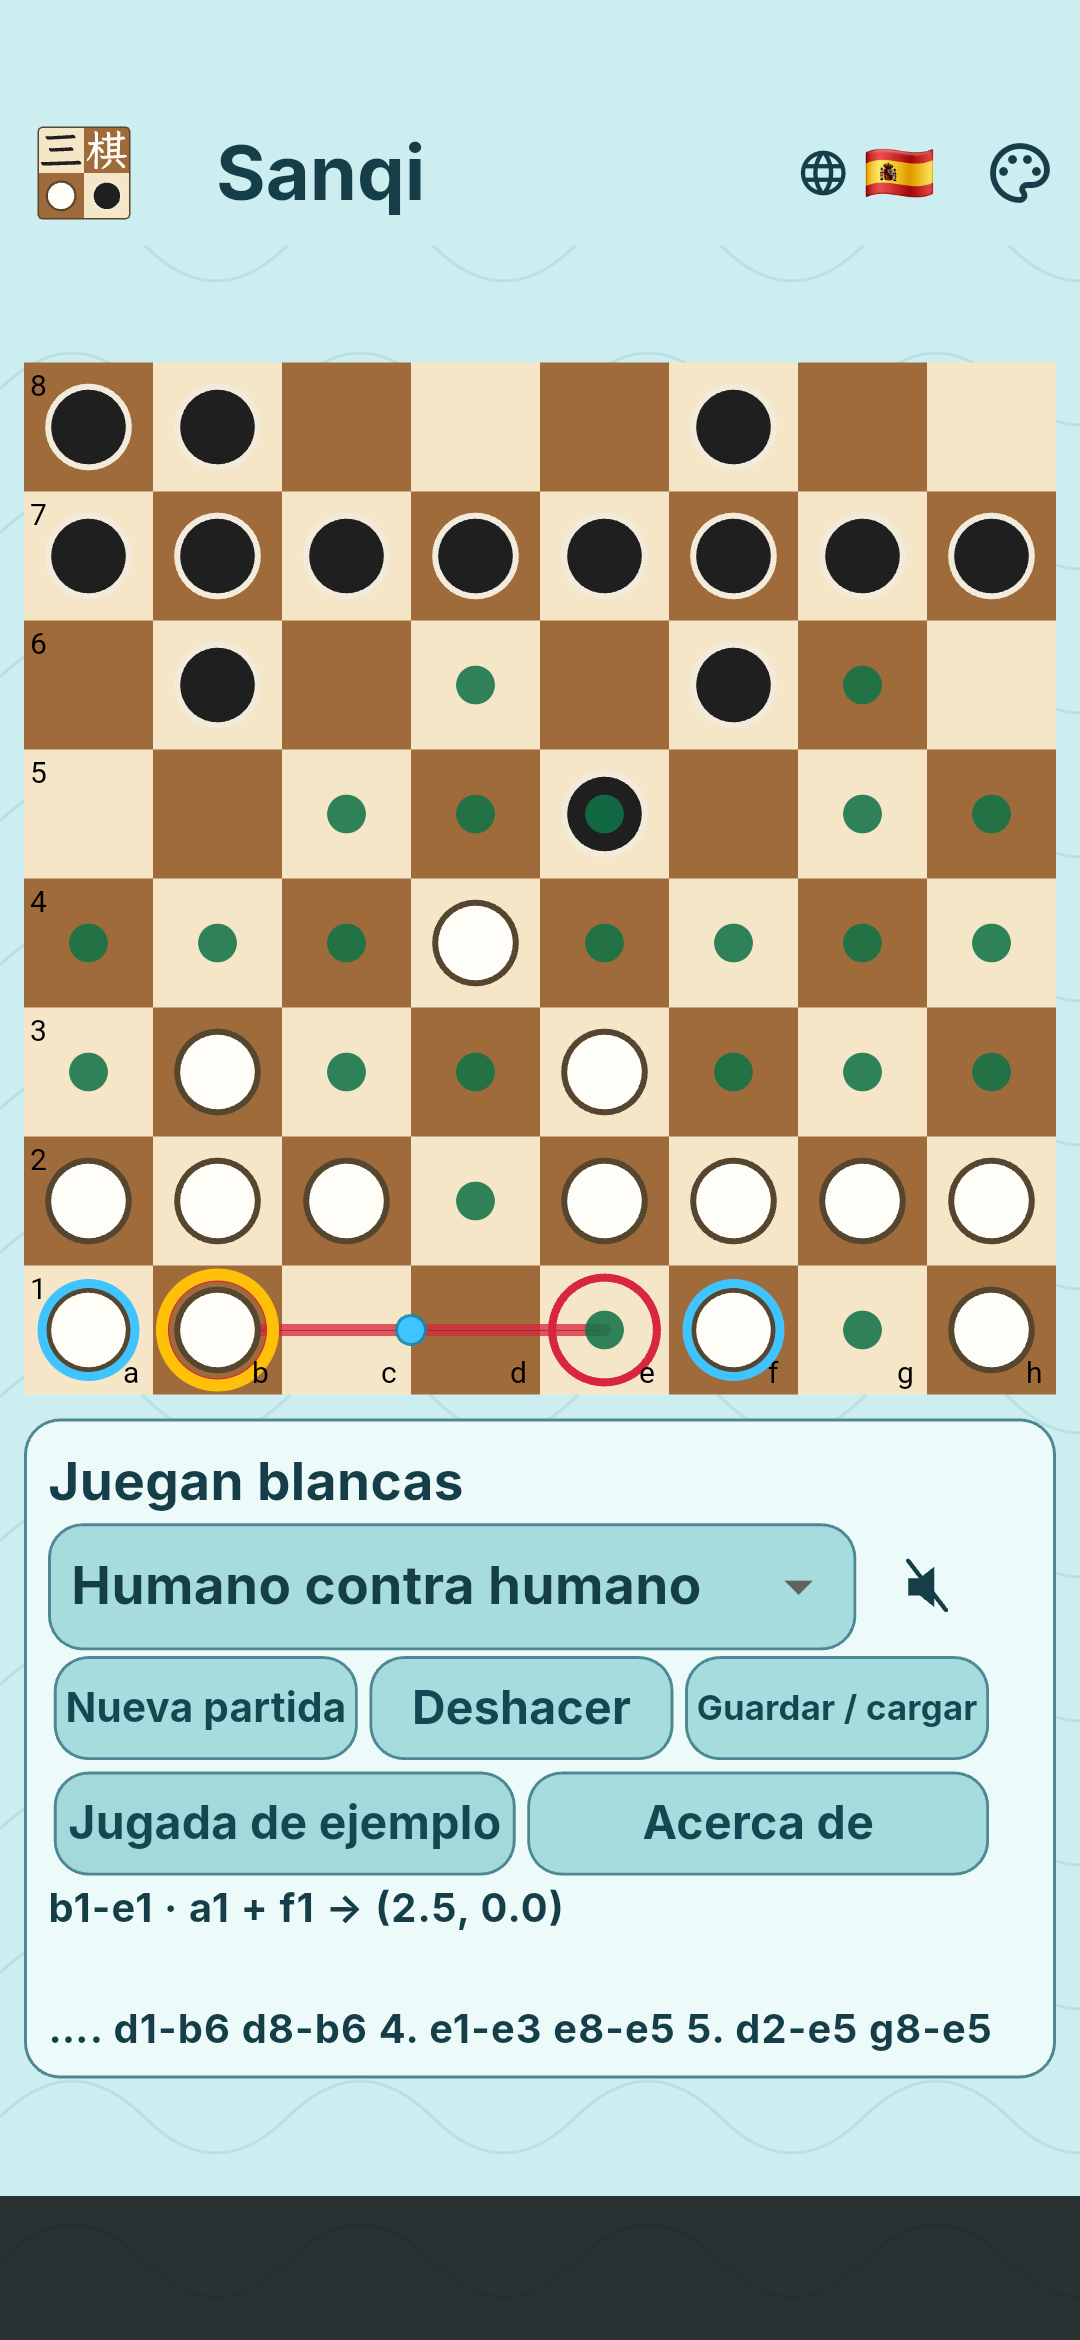 三棋
Sanqi
8
7
6
5
4
3
2
1
a b c d e f g h
Juegan blancas
Humano contra humano
Nueva partida
Deshacer
Guardar / cargar
Jugada de ejemplo
Acerca de
b1-e1 · a1 + f1 → (2.5, 0.0)
.... d1-b6 d8-b6 4. e1-e3 e8-e5 5. d2-e5 g8-e5